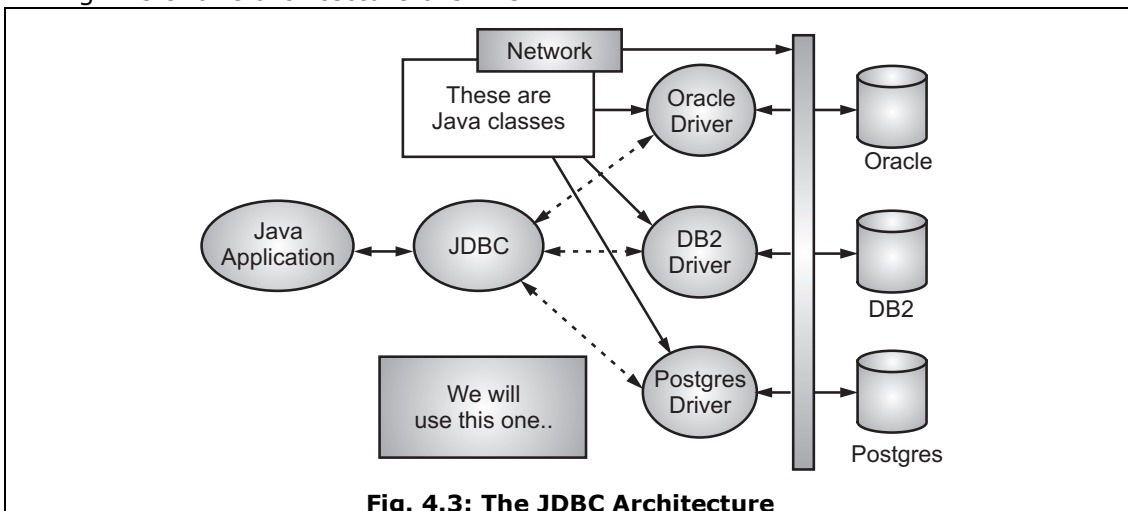 Network
These are
Java classes
Oracle
Driver
Oracle
Java
Application
JDBC
DB2
Driver
DB2
We will
use this one..
Postgres
Driver
Postgres
Fig. 4.3: The JDBC Architecture